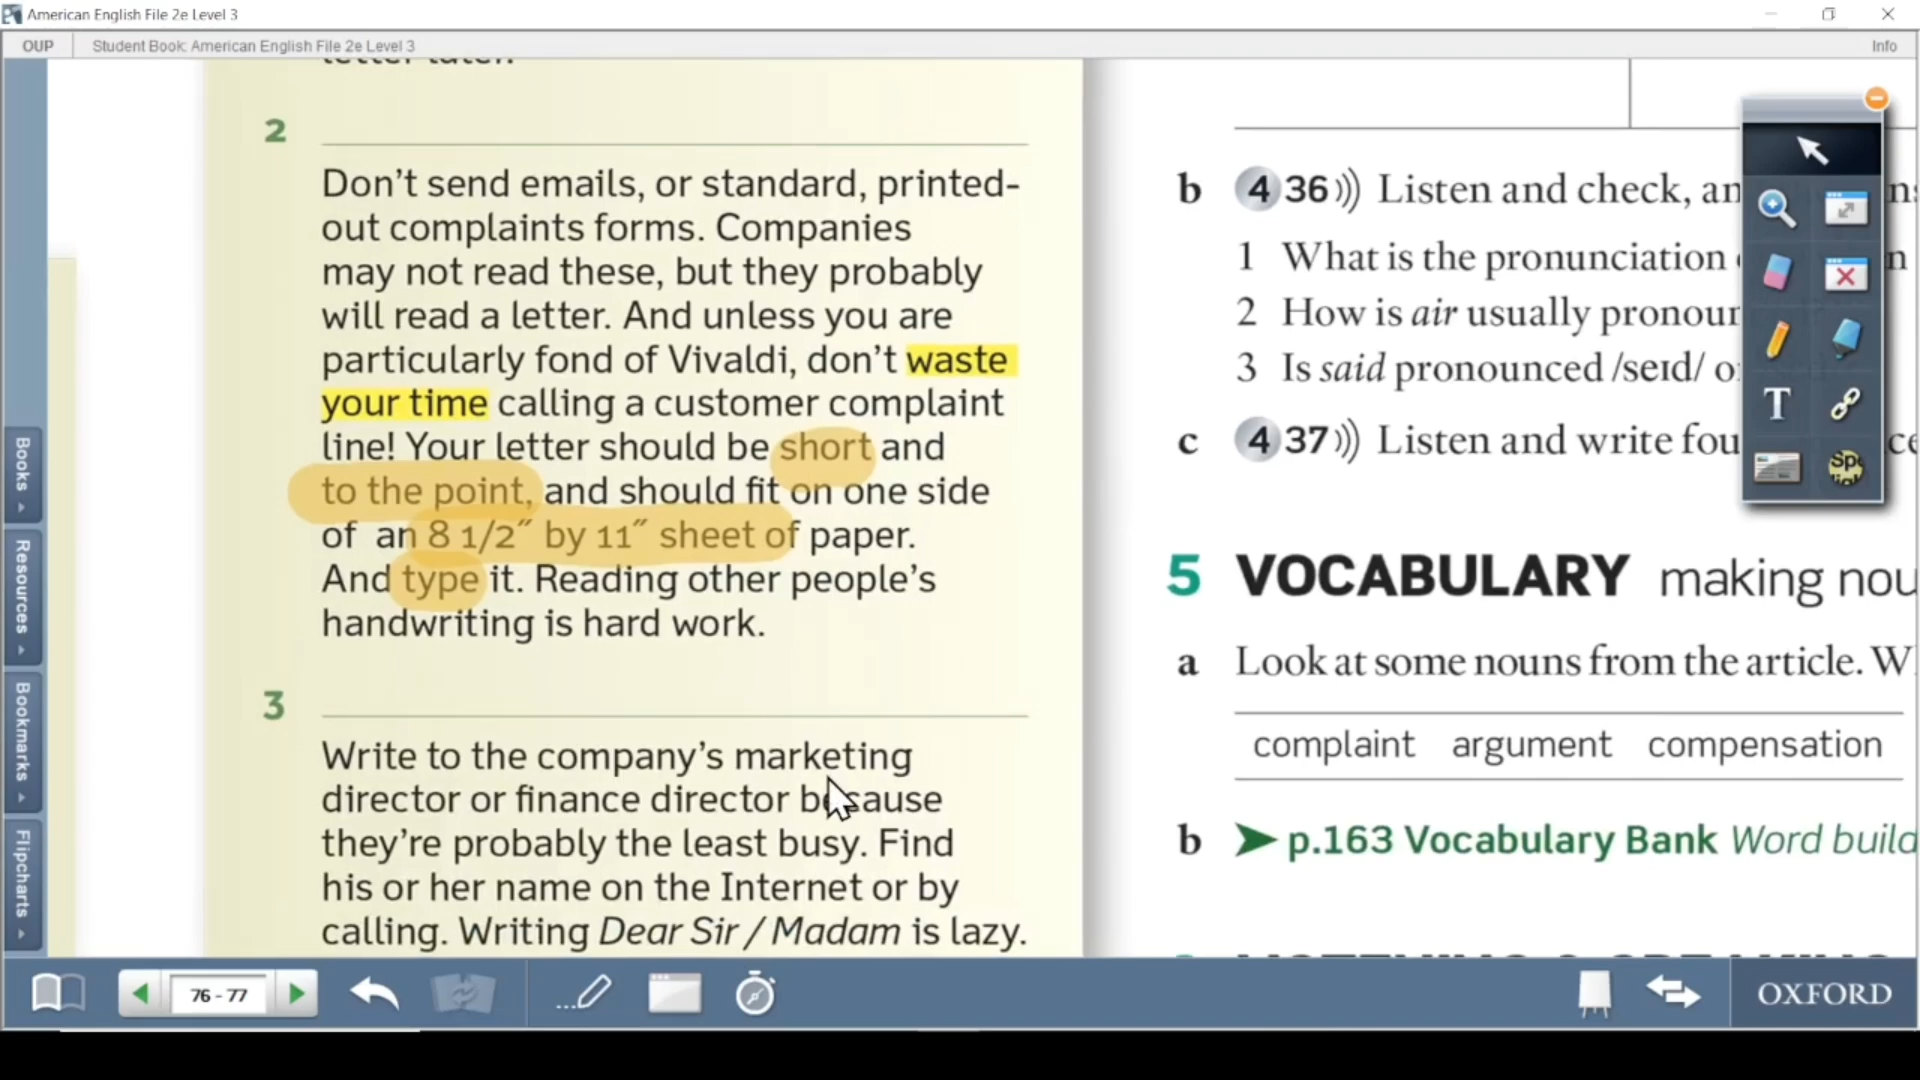 American English File 2e Level 3
OUP
Student Book: American English File 2e Level 3
Info
letter later.
2
Don't send emails, or standard, printed-
out complaints forms. Companies
may not read these, but they probably
will read a letter. And unless you are
particularly fond of Vivaldi, don't waste
your time calling a customer complaint
line! Your letter should be short and
to the point, and should fit on one side
of an 8 1/2″ by 11″ sheet of paper.
And type it. Reading other people's
handwriting is hard work.
3
Write to the company's marketing
director or finance director because
they're probably the least busy. Find
his or her name on the Internet or by
calling. Writing Dear Sir / Madam is lazy.
b 4 36 Listen and check, an
1 What is the pronunciation
2 How is air usually pronoun
3 Is said pronounced /seɪd/ o
c 4 37 Listen and write fou
5 VOCABULARY making nou
a Look at some nouns from the article. W
complaint argument compensation
b p.163 Vocabulary Bank Word build
Books
Resources
Bookmarks
Flipcharts
T
76 - 77
OXFORD